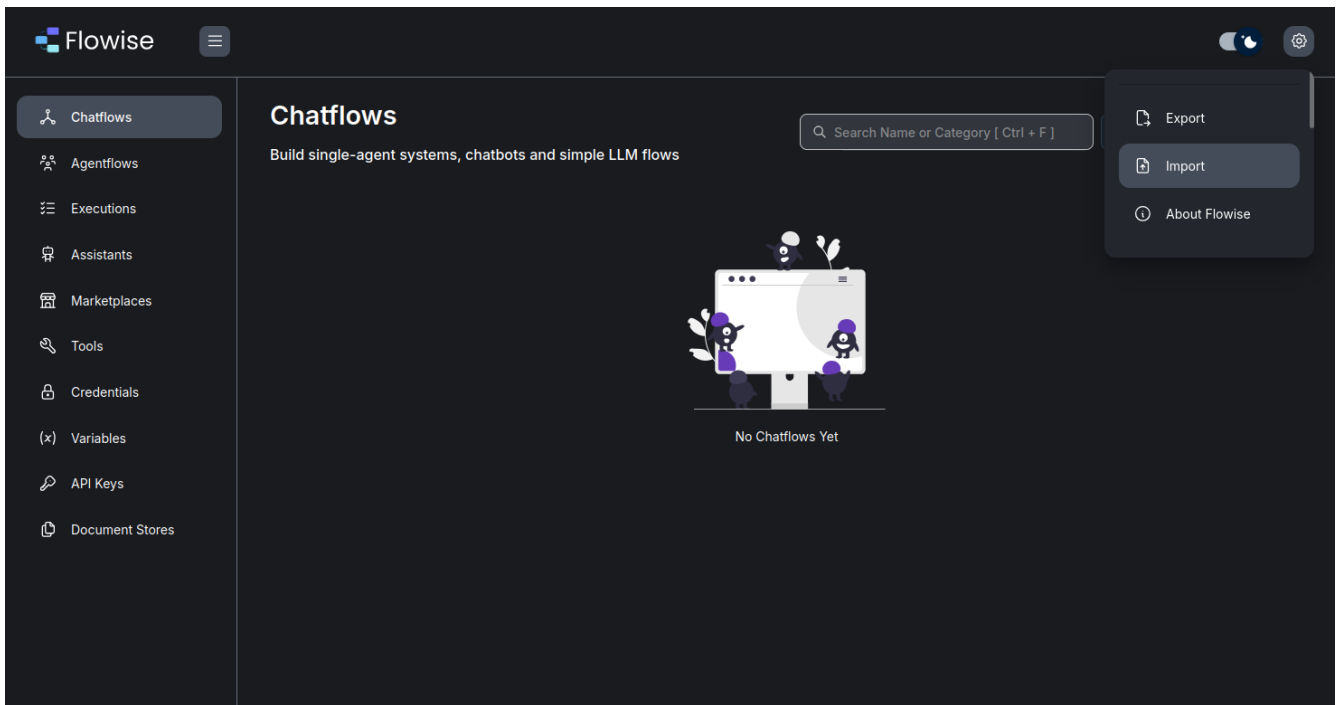 Flowise
Chatflows
Agentflows
Executions
Assistants
Marketplaces
Tools
Credentials
(x) Variables
API Keys
Document Stores
Chatflows
Build single-agent systems, chatbots and simple LLM flows
Search Name or Category [ Ctrl + F ]
No Chatflows Yet
Export
Import
About Flowise